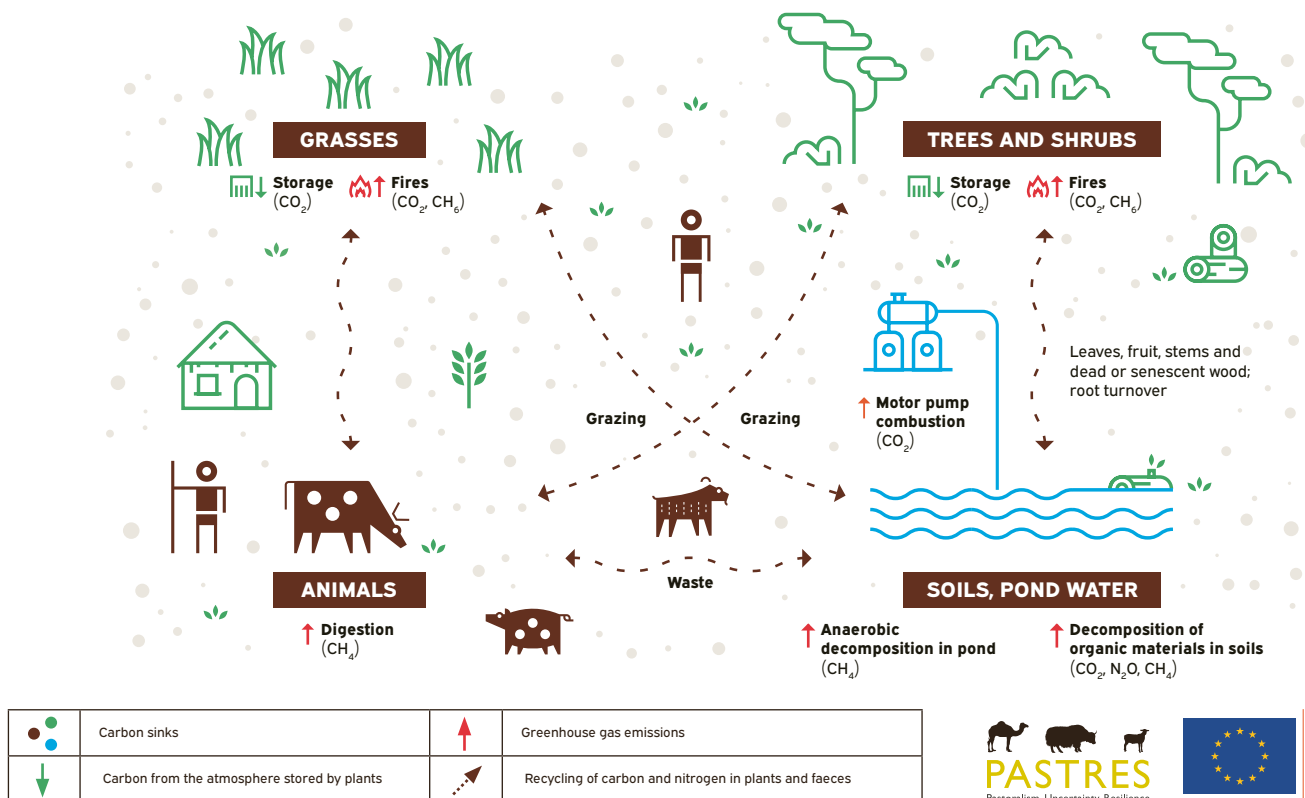 GRASSES
Storage
(CO₂)
Fires
(CO₂, CH₆)
TREES AND SHRUBS
Storage
(CO₂)
Fires
(CO₂, CH₆)
Leaves, fruit, stems and
dead or senescent wood;
root turnover
Motor pump
combustion
(CO₂)
Grazing
Grazing
Waste
ANIMALS
Digestion
(CH₄)
SOILS, POND WATER
Anaerobic
decomposition in pond
(CH₄)
Decomposition of
organic materials in soils
(CO₂, N₂O, CH₄)
Carbon sinks
Greenhouse gas emissions
Carbon from the atmosphere stored by plants
Recycling of carbon and nitrogen in plants and faeces
PASTRES
Pastoralism Uncertainty Resilience